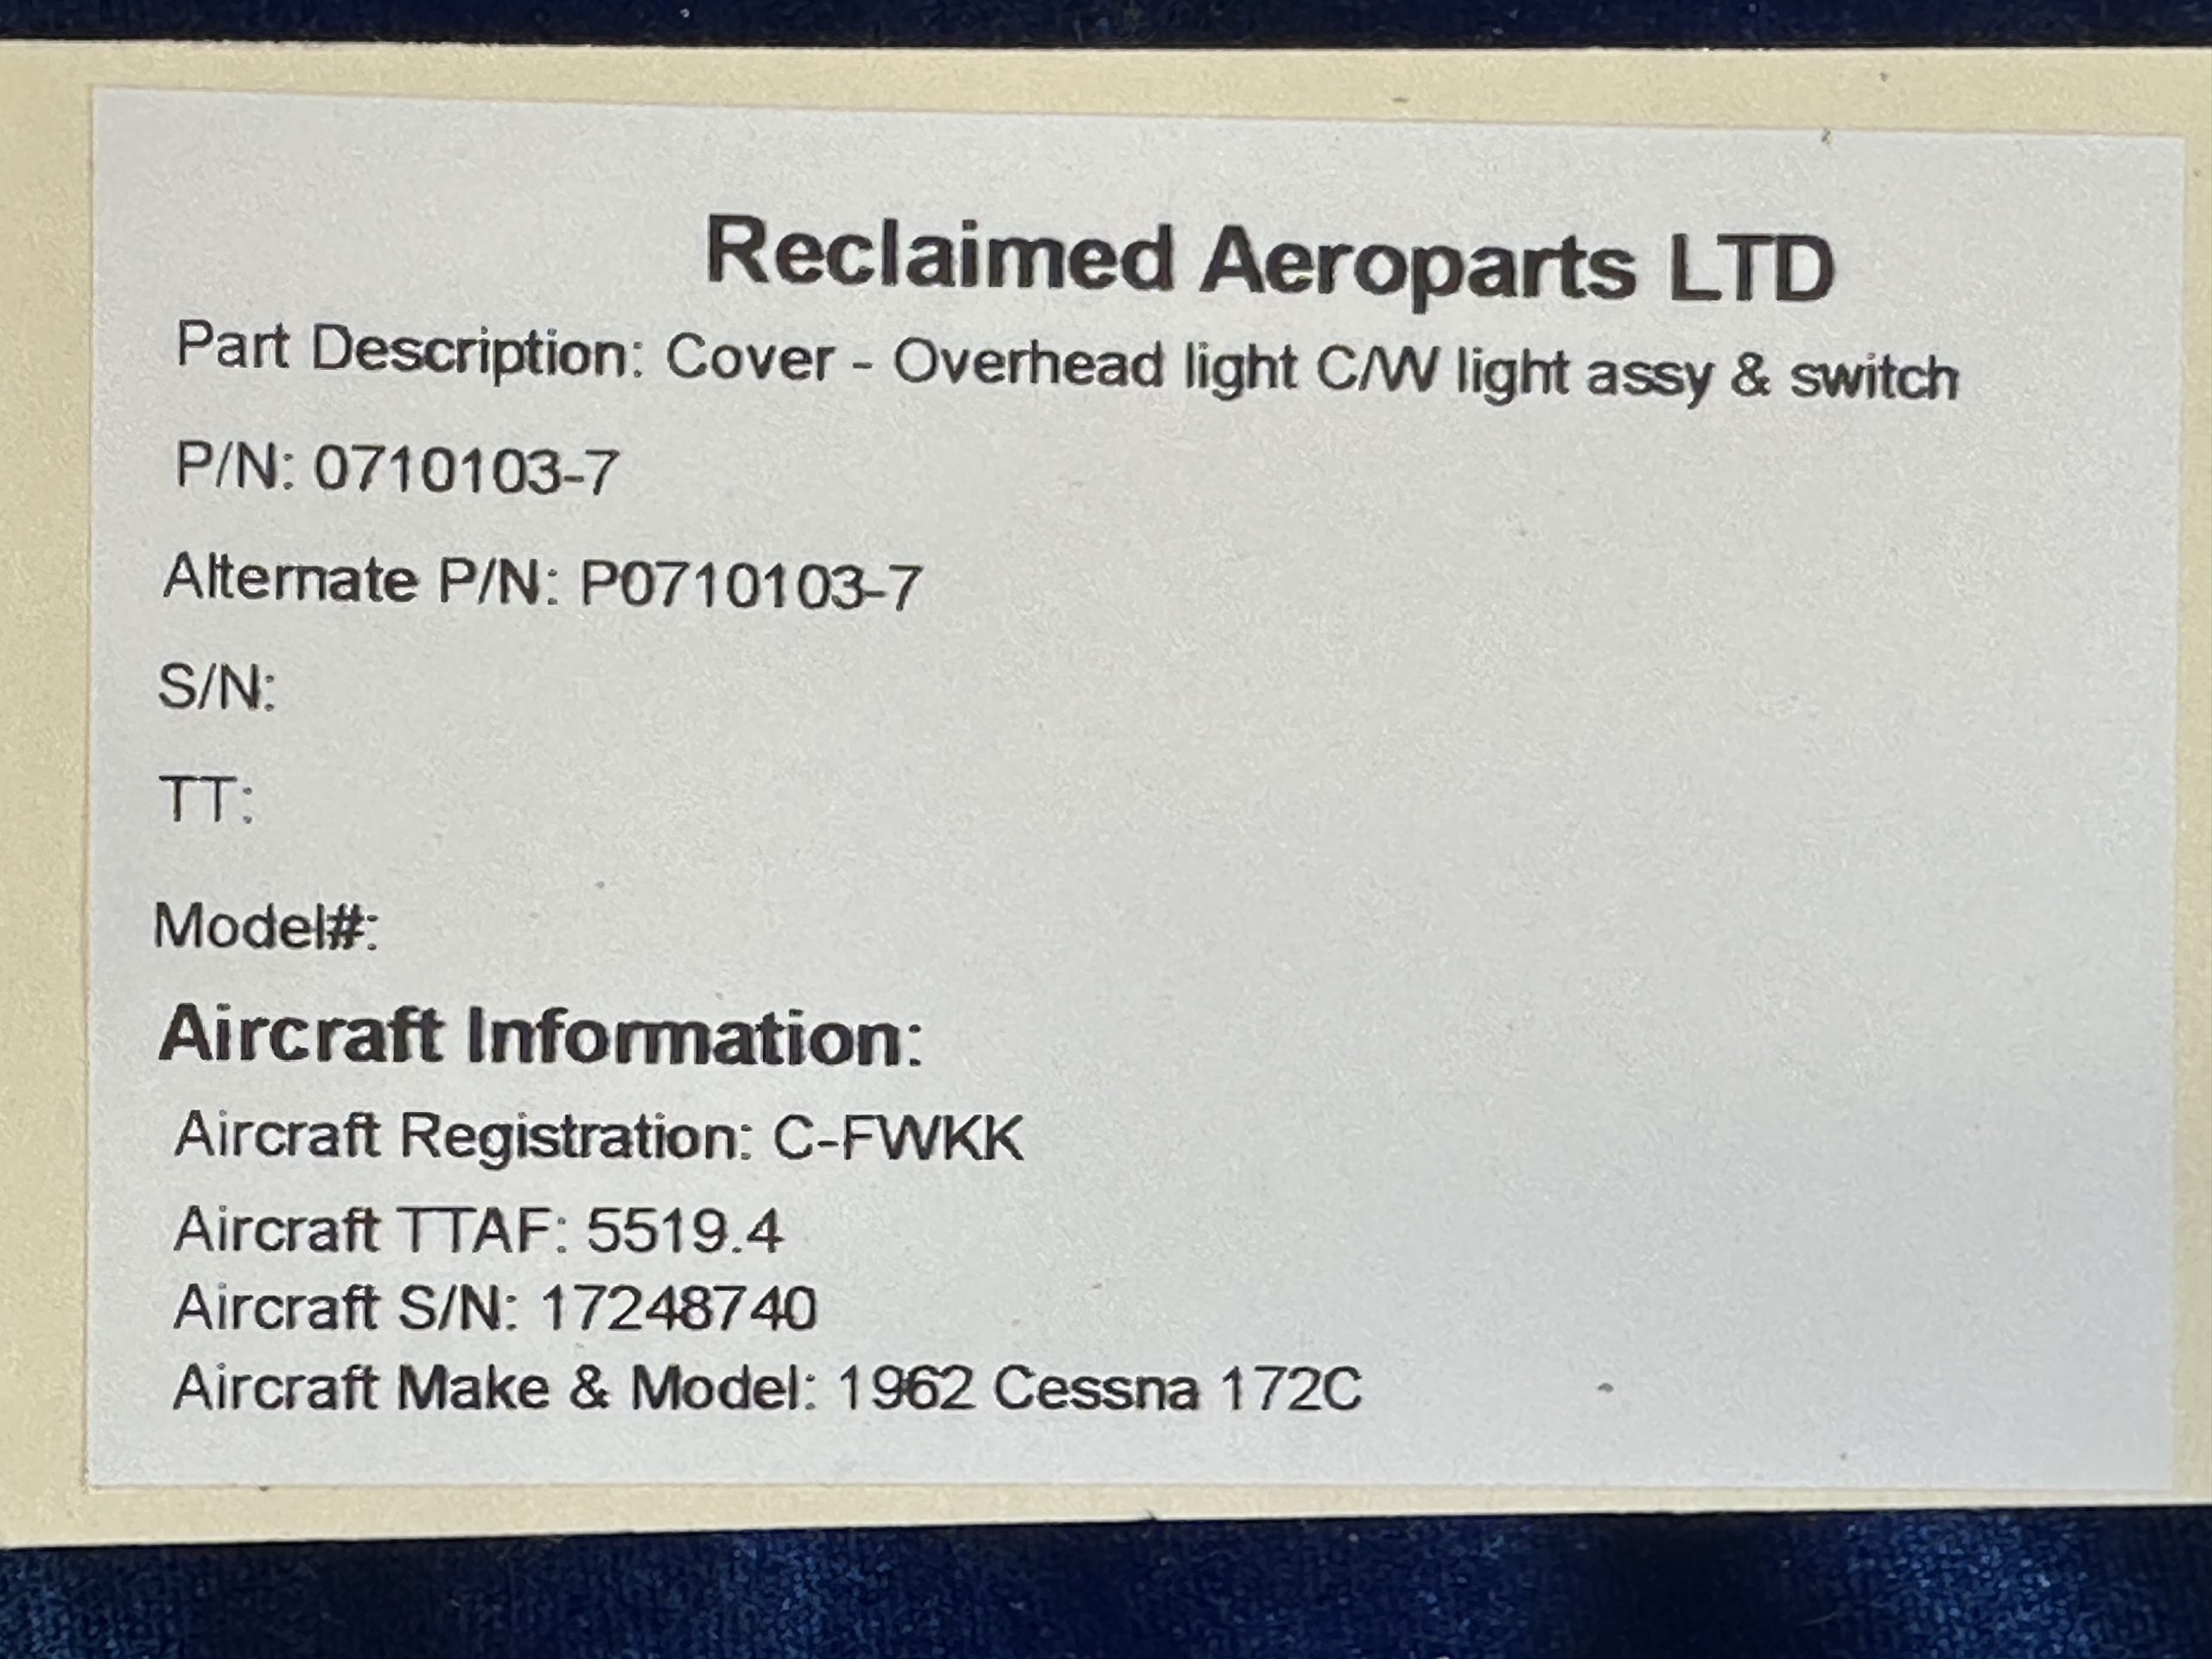 Reclaimed Aeroparts LTD
Part Description: Cover - Overhead light C/W light assy & switch
P/N: 0710103-7
Alternate P/N: P0710103-7
S/N:
TT:
Model#:
Aircraft Information:
Aircraft Registration: C-FWKK
Aircraft TTAF: 5519.4
Aircraft S/N: 17248740
Aircraft Make & Model: 1962 Cessna 172C